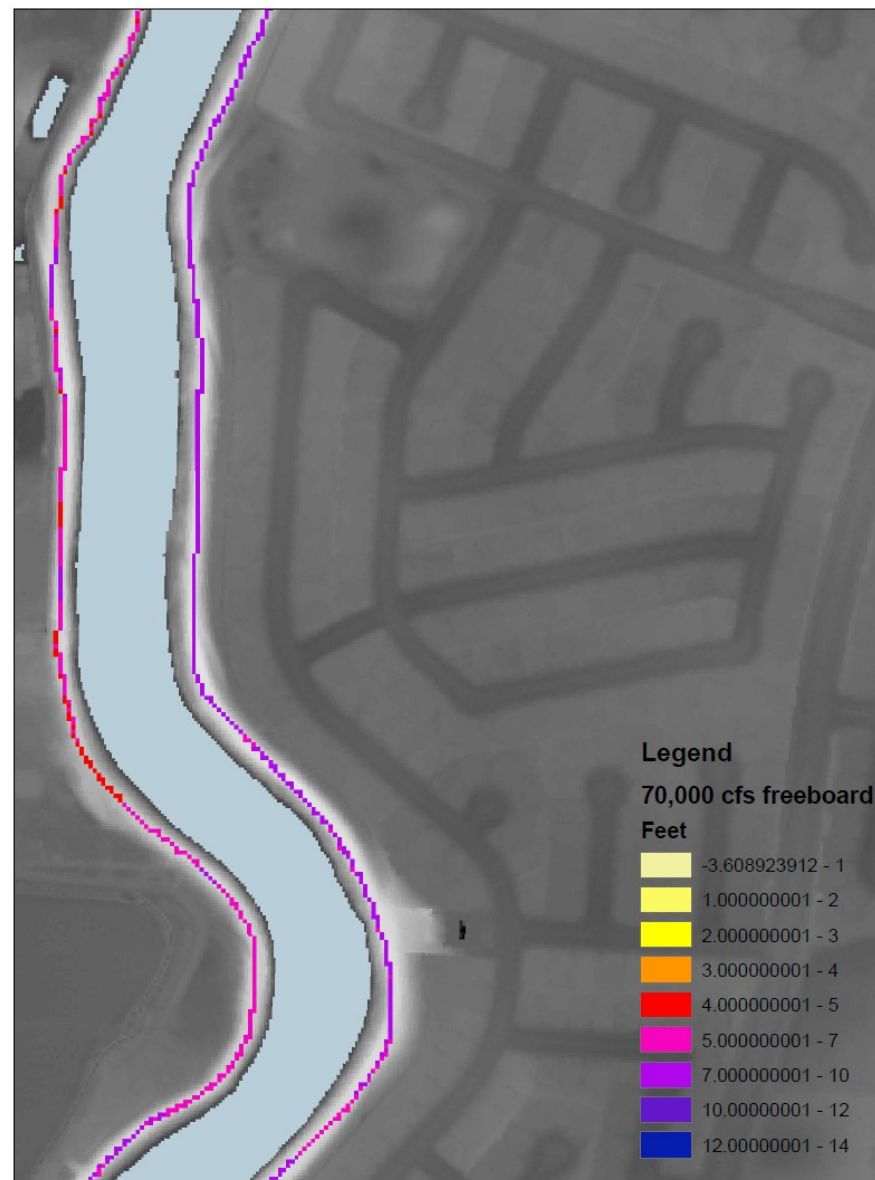 Legend
70,000 cfs freeboard
Feet
-3.608923912 - 1
1.000000001 - 2
2.000000001 - 3
3.000000001 - 4
4.000000001 - 5
5.000000001 - 7
7.000000001 - 10
10.00000001 - 12
12.00000001 - 14